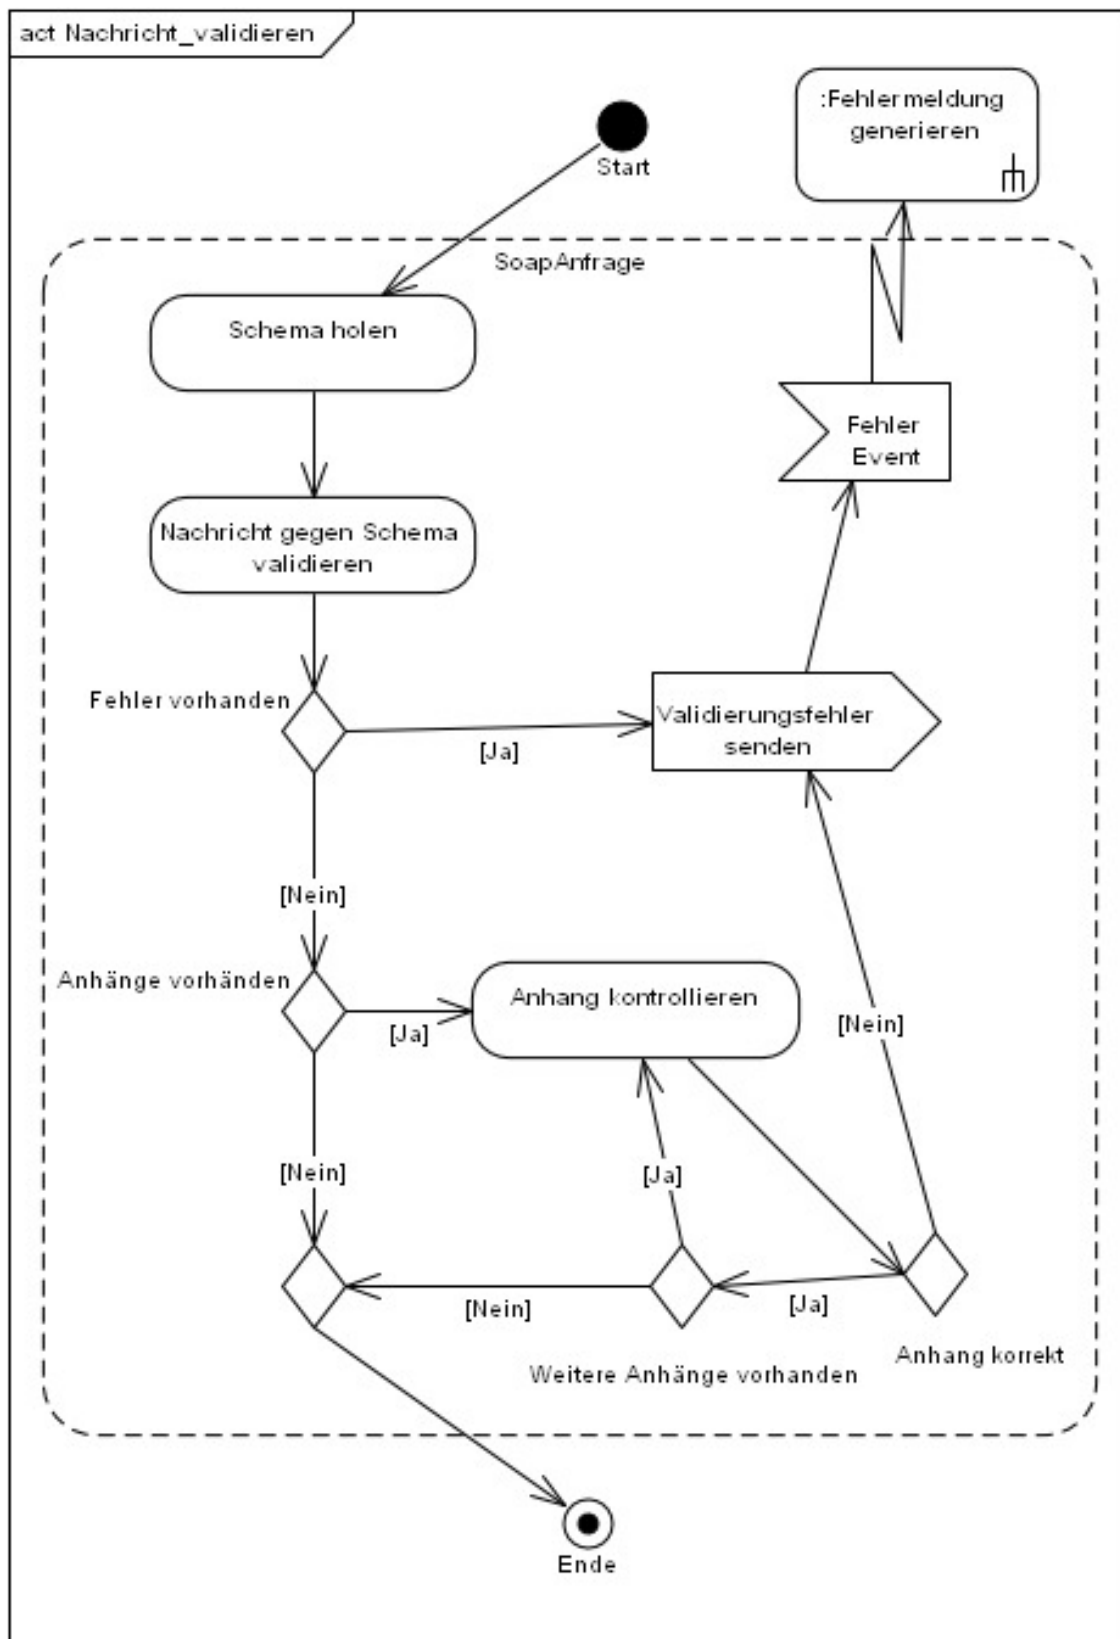 act Nachricht_validieren
:Fehlermeldung
generieren
Start
SoapAnfrage
Schema holen
Fehler
Event
Nachricht gegen Schema
validieren
Fehler vorhanden
[Ja]
Validierungsfehler
senden
[Nein]
Anhänge vorhänden
[Ja]
Anhang kontrollieren
[Nein]
[Nein]
[Ja]
[Nein]
[Ja]
Anhang korrekt
Weitere Anhänge vorhanden
Ende